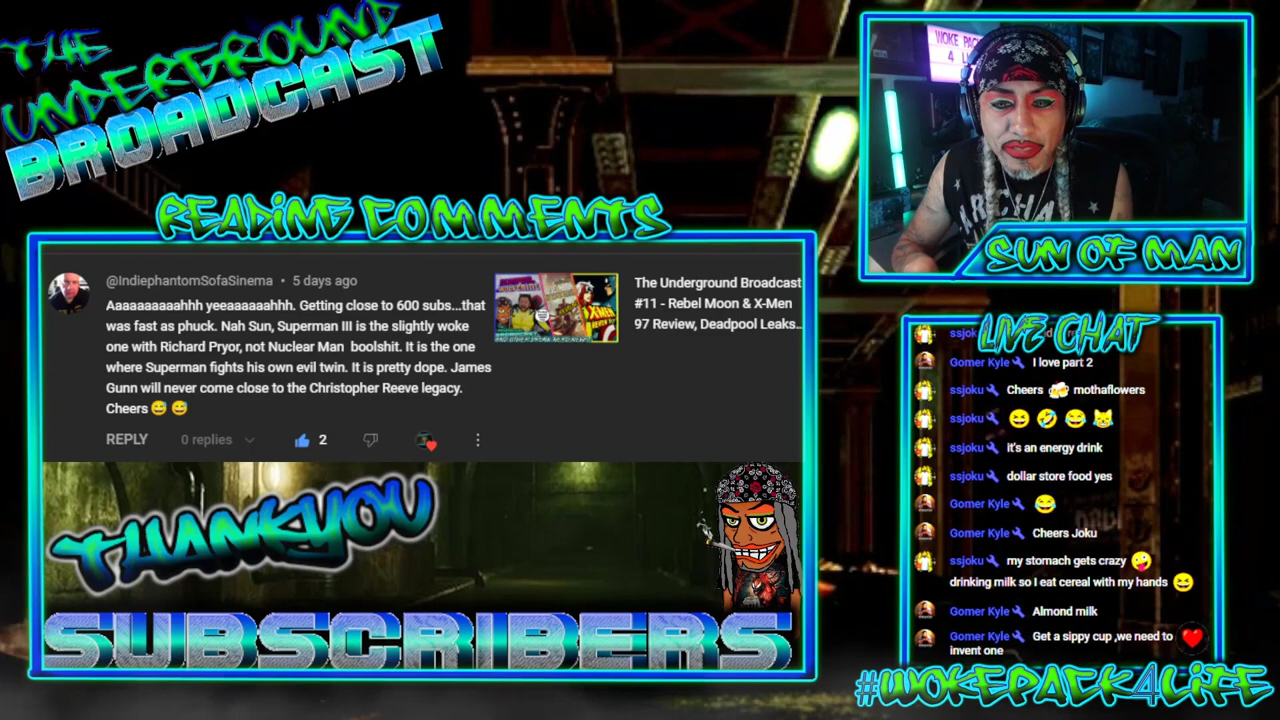 THE
UNDERGROUND
BROADCAST
READING COMMENTS
@IndiephantomSofaSinema • 5 days ago
Aaaaaaaaaahhh yeeaaaaaahhh. Getting close to 600 subs...that
was fast as phuck. Nah Sun, Superman III is the slightly woke
one with Richard Pryor, not Nuclear Man boolshit. It is the one
where Superman fights his own evil twin. It is pretty dope. James
Gunn will never come close to the Christopher Reeve legacy.
Cheers 😅 😅
REPLY 0 replies 2
The Underground Broadcast
#11 - Rebel Moon & X-Men
97 Review, Deadpool Leaks...
THANKYOU
SUBSCRIBERS
WOKE PAC
4 L
SUN OF MAN
LIVE CHAT
ssjok
Gomer Kyle I love part 2
ssjoku Cheers 🍻 mothaflowers
ssjoku 😆 🤣 😂 😸
ssjoku it's an energy drink
ssjoku dollar store food yes
Gomer Kyle 😂
Gomer Kyle Cheers Joku
ssjoku my stomach gets crazy 🤪
drinking milk so I eat cereal with my hands 😆
Gomer Kyle Almond milk
Gomer Kyle Get a sippy cup ,we need to
invent one
#WOKEPACK4LIFE